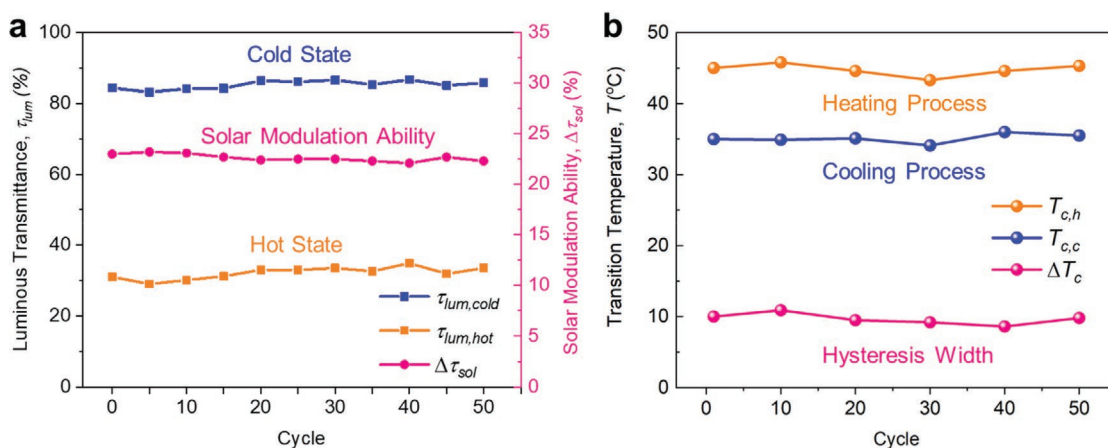 a
100
80
60
40
20
0
Luminous Transmittance, τlum (%)
35
30
25
20
15
10
5
0
Solar Modulation Ability, Δτsol (%)
Cold State
Solar Modulation Ability
Hot State
τlum,cold
τlum,hot
Δτsol
0 10 20 30 40 50
Cycle
b
50
40
30
20
10
0
Transition Temperature, T (°C)
Heating Process
Cooling Process
Tc,h
Tc,c
ΔTc
Hysteresis Width
0 10 20 30 40 50
Cycle